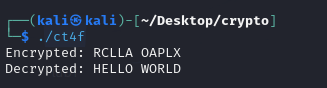 ┌──(kali㉿kali)-[~/Desktop/crypto]
└─$ ./ct4f
Encrypted: RCLLA OAPLX
Decrypted: HELLO WORLD